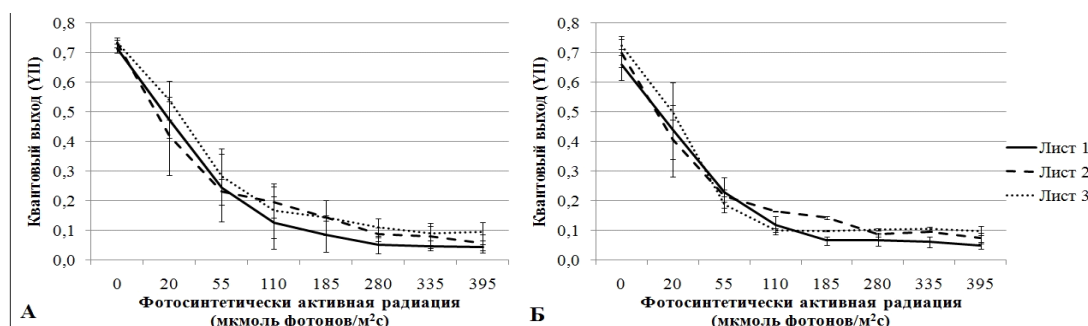 Квантовый выход (YII)
0,8
0,7
0,6
0,5
0,4
0,3
0,2
0,1
0,0
0 20 55 110 185 280 335 395
Фотосинтетически активная радиация
(мкмоль фотонов/м²с)
А
Квантовый выход (YII)
0,8
0,7
0,6
0,5
0,4
0,3
0,2
0,1
0,0
0 20 55 110 185 280 335 395
Фотосинтетически активная радиация
(мкмоль фотонов/м²с)
Б
Лист 1
Лист 2
Лист 3